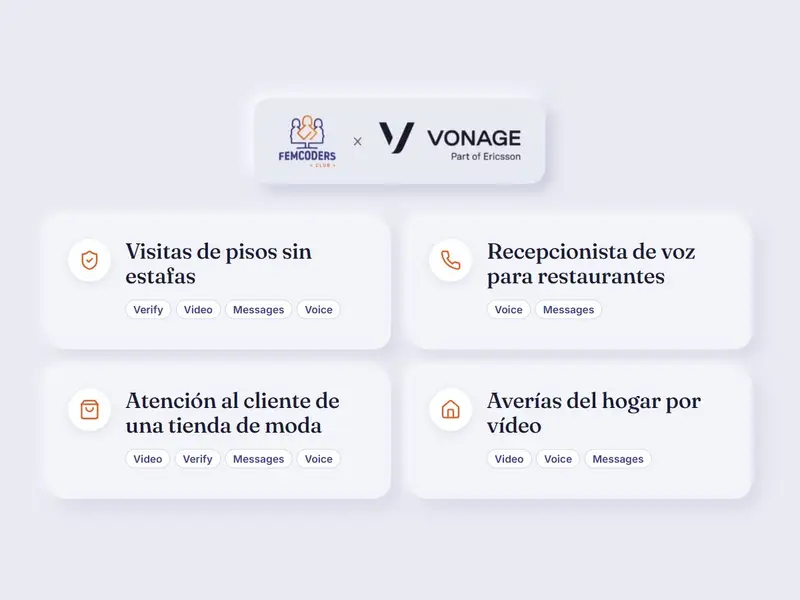 FEMCODERS
CLUB
x
VONAGE
Part of Ericsson
Visitas de pisos sin
estafas
Verify Video Messages Voice
Recepcionista de voz
para restaurantes
Voice Messages
Atención al cliente de
una tienda de moda
Video Verify Messages Voice
Averías del hogar por
vídeo
Video Voice Messages